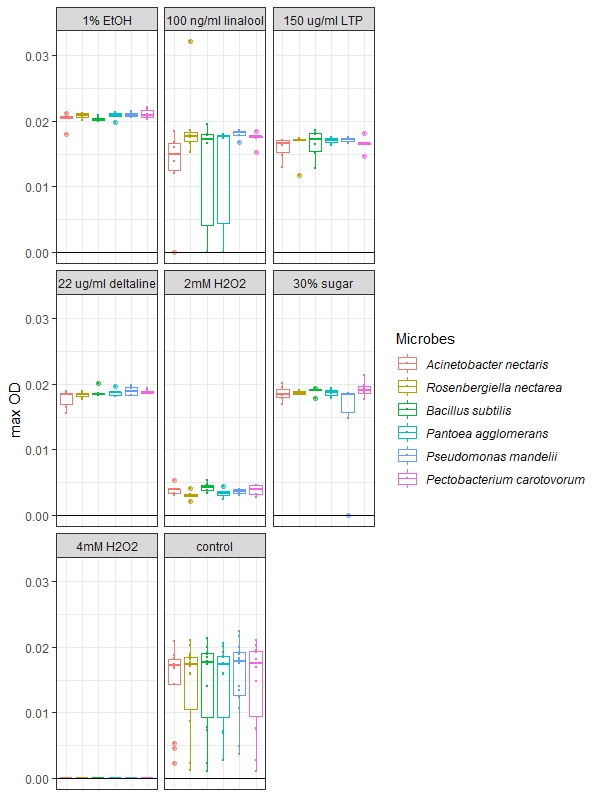 1% EtOH
100 ng/ml linalool
150 ug/ml LTP
0.03
0.02
0.01
0.00
22 ug/ml deltaline
2mM H2O2
30% sugar
0.03
0.02
0.01
0.00
max OD
4mM H2O2
control
0.03
0.02
0.01
0.00
Microbes
Acinetobacter nectaris
Rosenbergiella nectarea
Bacillus subtilis
Pantoea agglomerans
Pseudomonas mandelii
Pectobacterium carotovorum